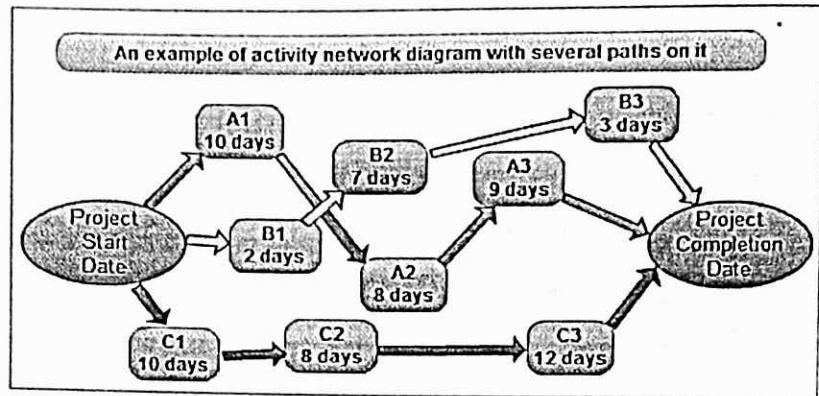 An example of activity network diagram with several paths on it
A1
10 days
B2
7 days
B3
3 days
A3
9 days
Project
Start
Date
B1
2 days
A2
8 days
Project
Completion
Date
C1
10 days
C2
8 days
C3
12 days